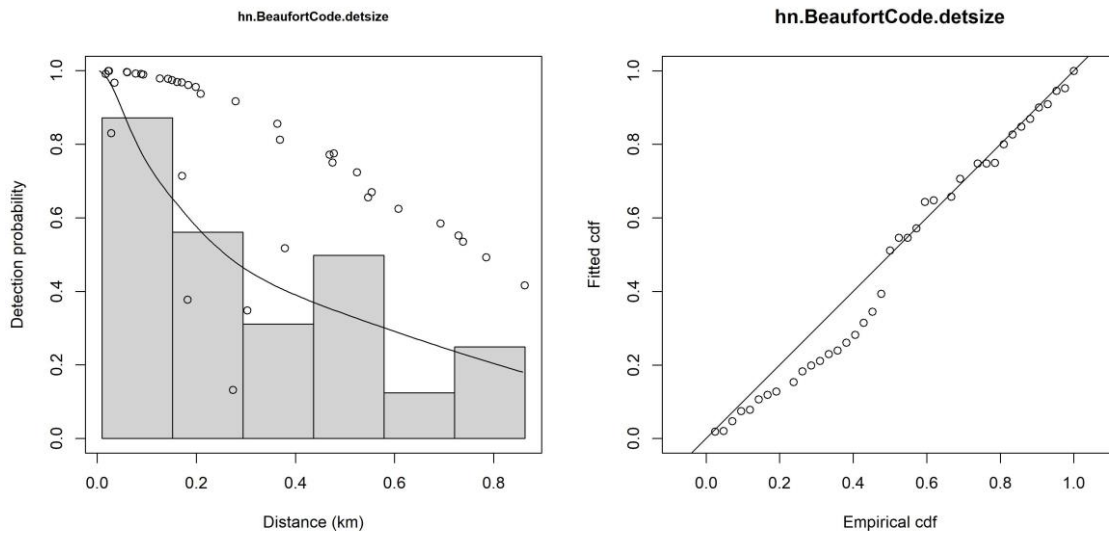 hn.BeaufortCode.detsize
Detection probability
1.0
0.8
0.6
0.4
0.2
0.0
0.0 0.2 0.4 0.6 0.8
Distance (km)
hn.BeaufortCode.detsize
Fitted cdf
1.0
0.8
0.6
0.4
0.2
0.0
0.0 0.2 0.4 0.6 0.8 1.0
Empirical cdf